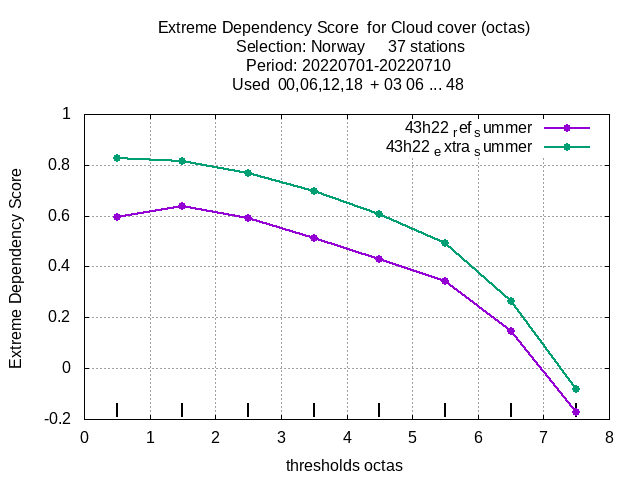 Extreme Dependency Score  for Cloud cover (octas)
Selection: Norway     37 stations
Period: 20220701-20220710
Used  00,06,12,18  + 03 06 ... 48
43h22 ref summer
43h22 extra summer
Extreme Dependency Score
1
0.8
0.6
0.4
0.2
0
-0.2
0 1 2 3 4 5 6 7 8
thresholds octas